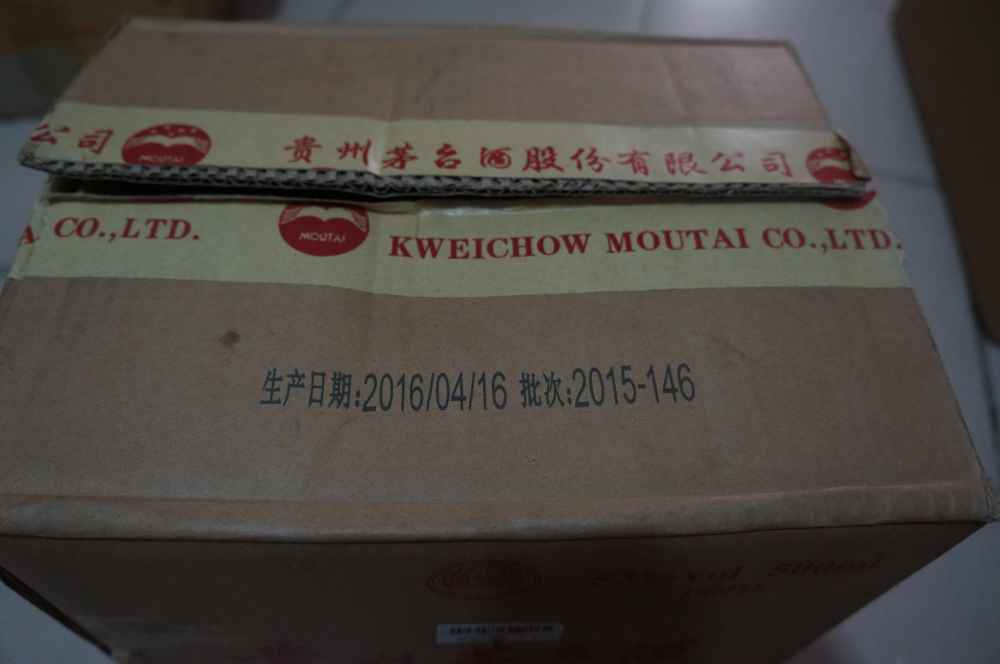 公司 MOUTAI 贵州茅台酒股份有限公司
CO.,LTD. MOUTAI KWEICHOW MOUTAI CO.,LTD.
生产日期:2016/04/16 批次:2015-146